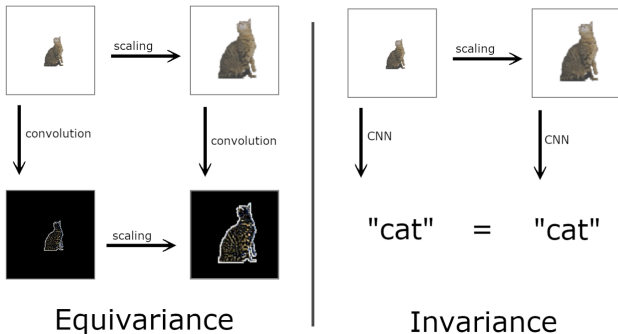 scaling
convolution
convolution
scaling
Equivariance
scaling
CNN
CNN
"cat" = "cat"
Invariance